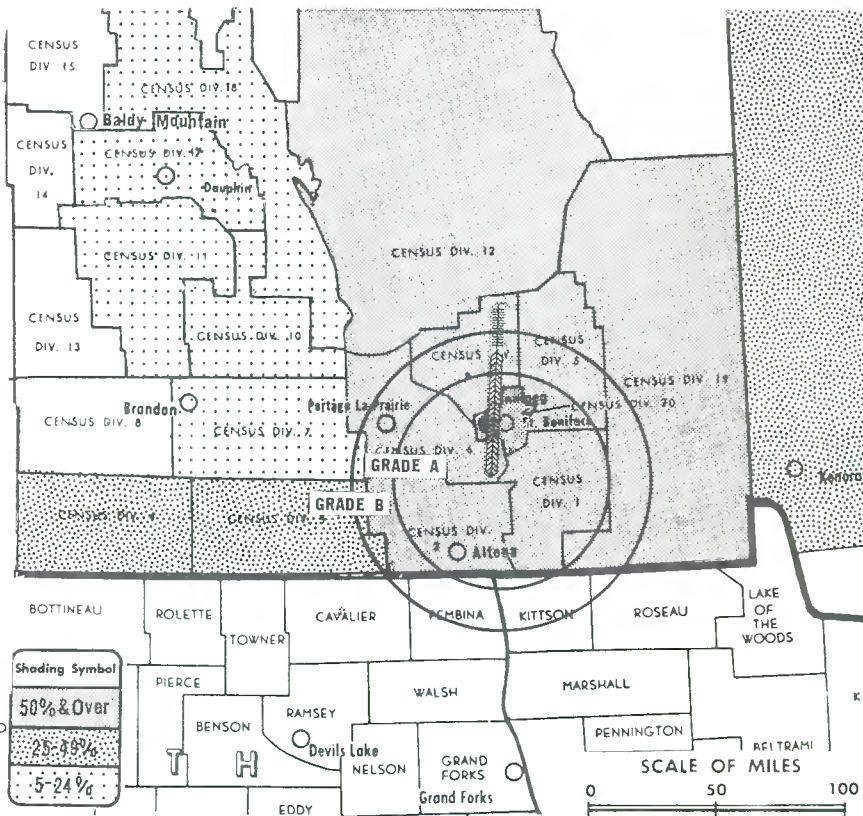 CENSUS
DIV 15
CENSUS DIV. 18
Baldy Mountain
CENSUS
DIV.
14
CENSUS DIV. 17
Dauphin
CENSUS DIV. 11
CENSUS DIV. 12
CENSUS
DIV. 13
CENSUS DIV. 10
CENSUS
CENSUS
DIV. 5
CENSUS DIV. 19
CENSUS DIV. 20
CENSUS DIV. 8
Brandon
CENSUS DIV. 7
Portage La Prairie
St. Boniface
CENSUS DIV. 6
GRADE A
CENSUS
DIV. 1
Kenora
GRADE B
CENSUS DIV.
CENSUS DIV.
CENSUS DIV.
2
Altona
BOTTINEAU
ROLETTE
TOWNER
CAVALIER
PEMBINA
KITTSON
ROSEAU
LAKE
OF
THE
WOODS
Shading Symbol
50% & Over
25-49%
5-24%
PIERCE
BENSON
RAMSEY
Devils Lake
WALSH
MARSHALL
K
T H
NELSON
GRAND
FORKS
Grand Forks
PENNINGTON
BELTRAMI
EDDY
SCALE OF MILES
0 50 100